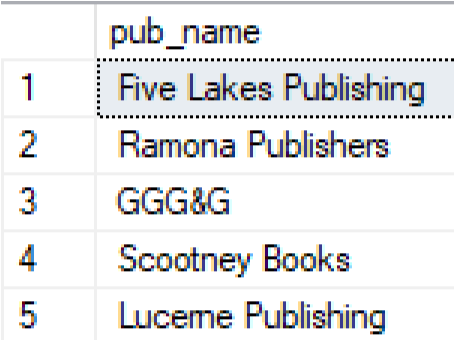 pub_name
1 Five Lakes Publishing
2 Ramona Publishers
3 GGG&G
4 Scootney Books
5 Lucerne Publishing